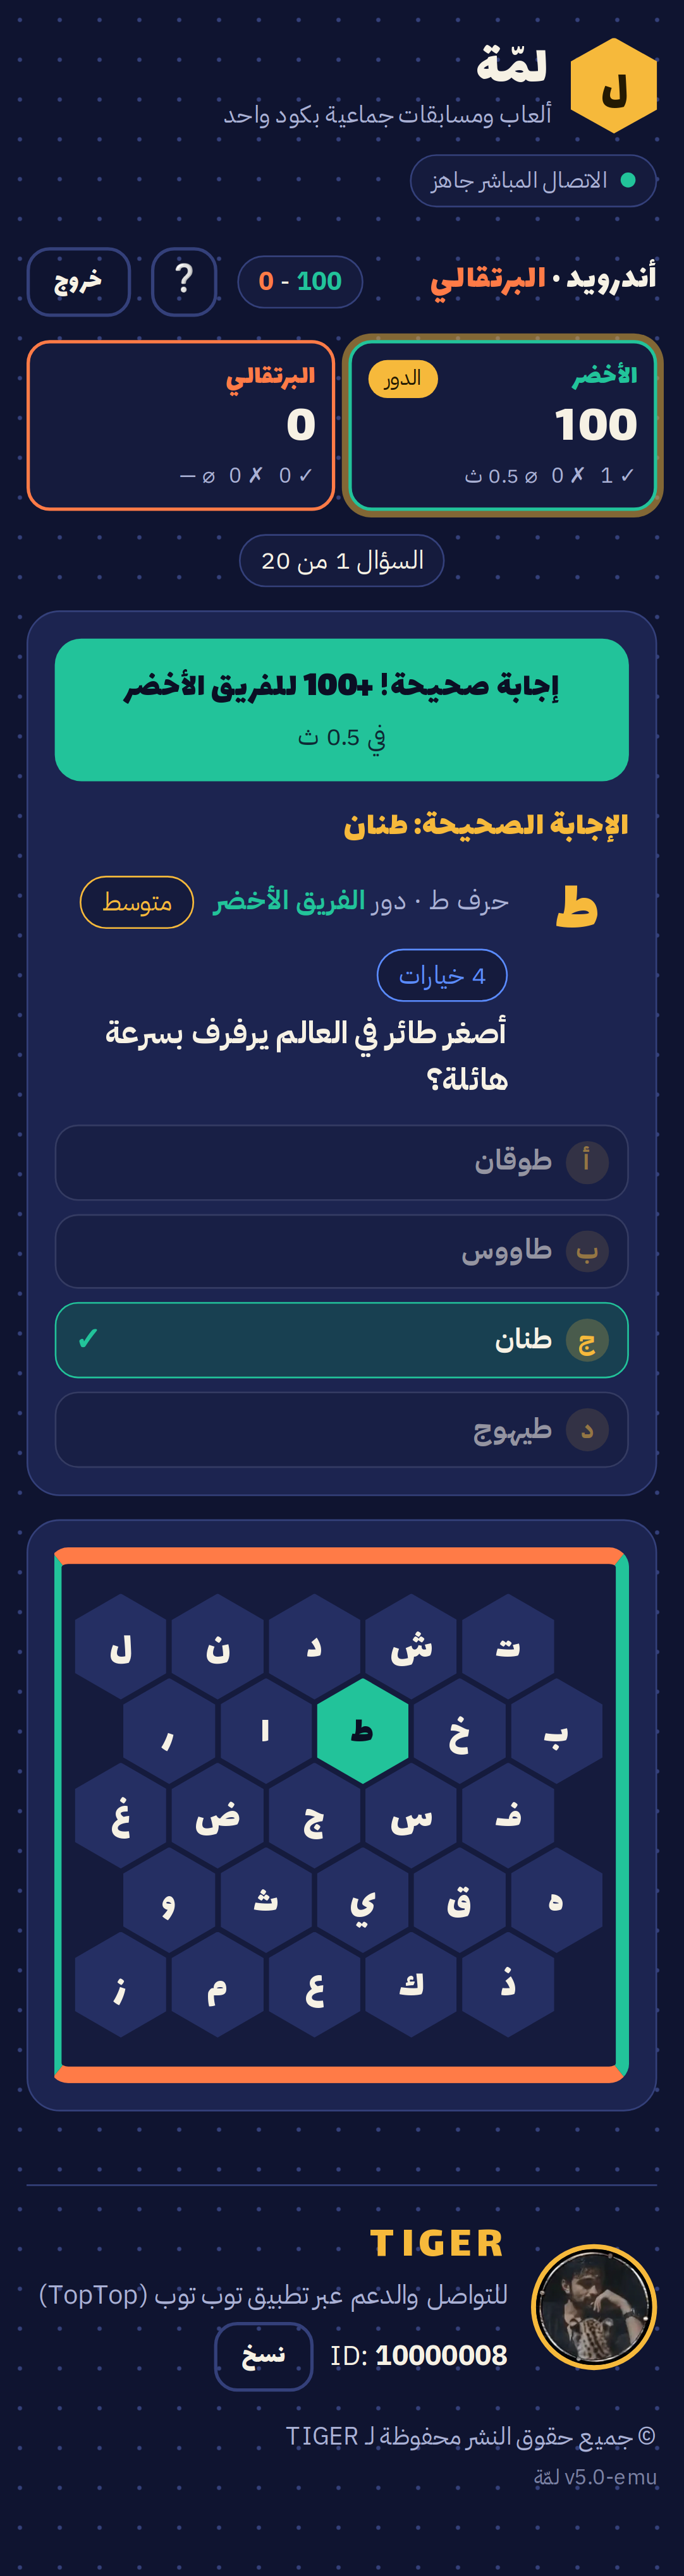 ل
لمّة
ألعاب ومسابقات جماعية بكود واحد
الاتصال المباشر جاهز
أندرويد · البرتقالي
100 - 0
?
خروج
الأخضر
الدور
100
✓ 1 ✗ 0 ⌀ 0.5 ث
البرتقالي
0
✓ 0 ✗ 0 ⌀ —
السؤال 1 من 20
إجابة صحيحة! +100 للفريق الأخضر
في 0.5 ث
الإجابة الصحيحة: طنان
ط
حرف ط · دور الفريق الأخضر
متوسط
4 خيارات
أصغر طائر في العالم يرفرف بسرعة
هائلة؟
أ طوقان
ب طاووس
ج طنان ✓
د طيهوج
ت ش د ن ل
ب خ ط ا ر
ف س ج ض غ
ه ق ي ث و
ذ ك ع م ز
TIGER
للتواصل والدعم عبر تطبيق توب توب (TopTop)
ID: 10000008
نسخ
© جميع حقوق النشر محفوظة لـ TIGER
لمّة v5.0-emu